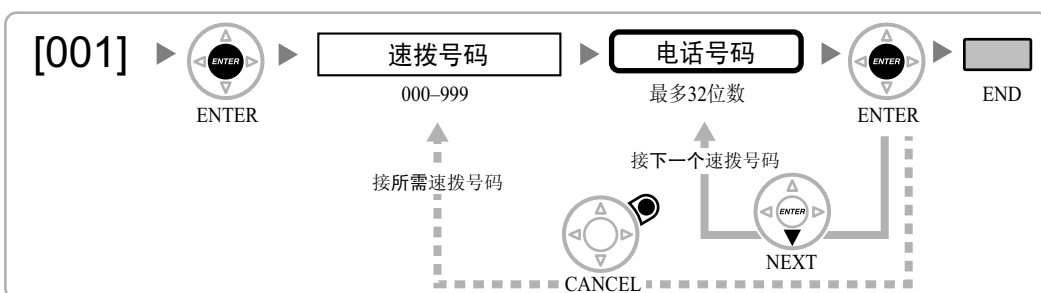 [001]
ENTER
ENTER
速拨号码
000–999
电话号码
最多32位数
ENTER
ENTER
END
接所需速拨号码
接下一个速拨号码
CANCEL
ENTER
NEXT